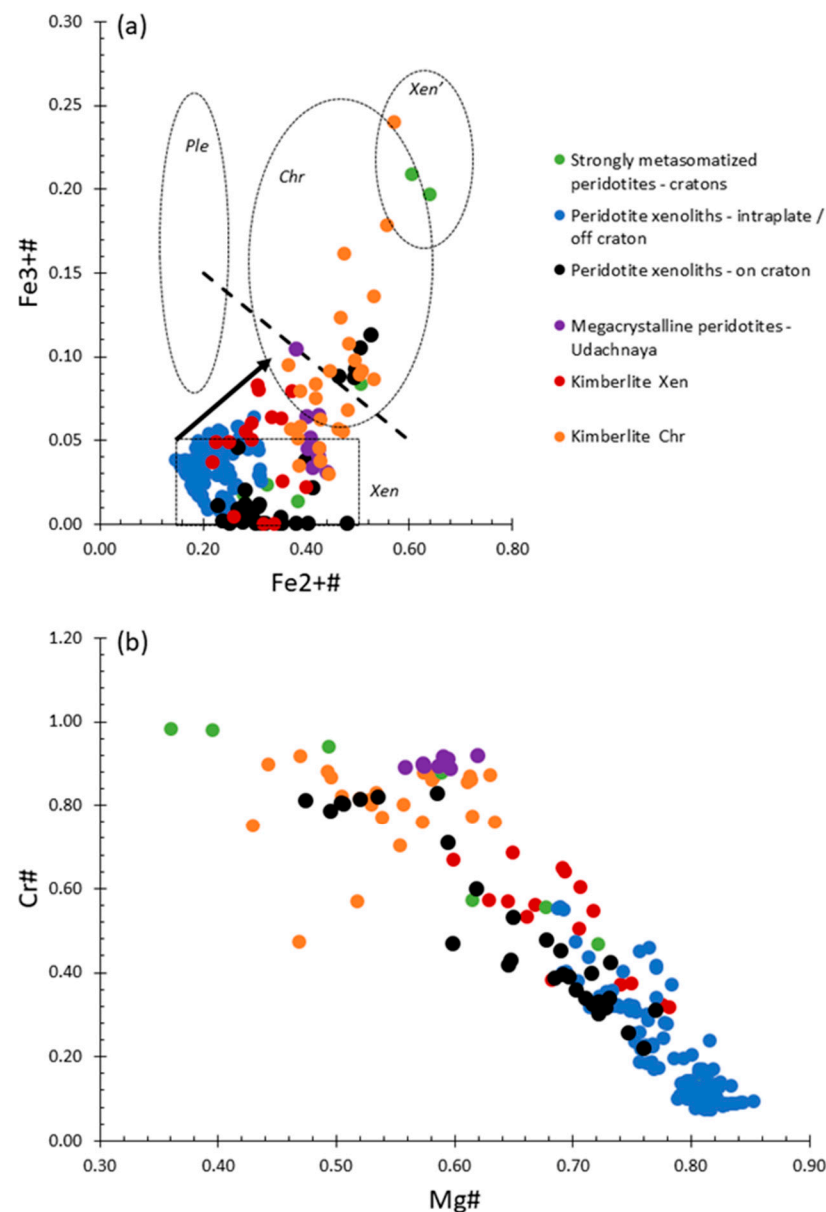 (a)
0.30
0.25
0.20
0.15
0.10
0.05
0.00
Fe3+#
Ple
Chr
Xen'
Xen
0.00 0.20 0.40 0.60 0.80
Fe2+#
Strongly metasomatized
peridotites - cratons
Peridotite xenoliths - intraplate /
off craton
Peridotite xenoliths - on craton
Megacrystalline peridotites -
Udachnaya
Kimberlite Xen
Kimberlite Chr
(b)
1.20
1.00
0.80
0.60
0.40
0.20
0.00
Cr#
0.30 0.40 0.50 0.60 0.70 0.80 0.90
Mg#